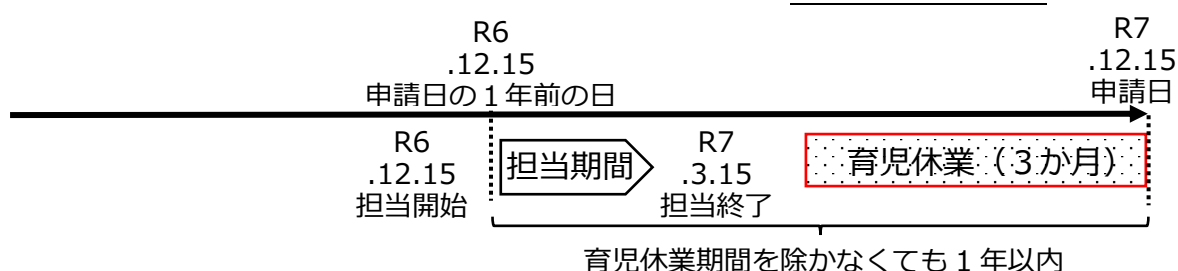 R6
.12.15
申請日の１年前の日
R7
.12.15
申請日
R6
.12.15
担当開始
担当期間
R7
.3.15
担当終了
育児休業（３か月）
育児休業期間を除かなくても１年以内